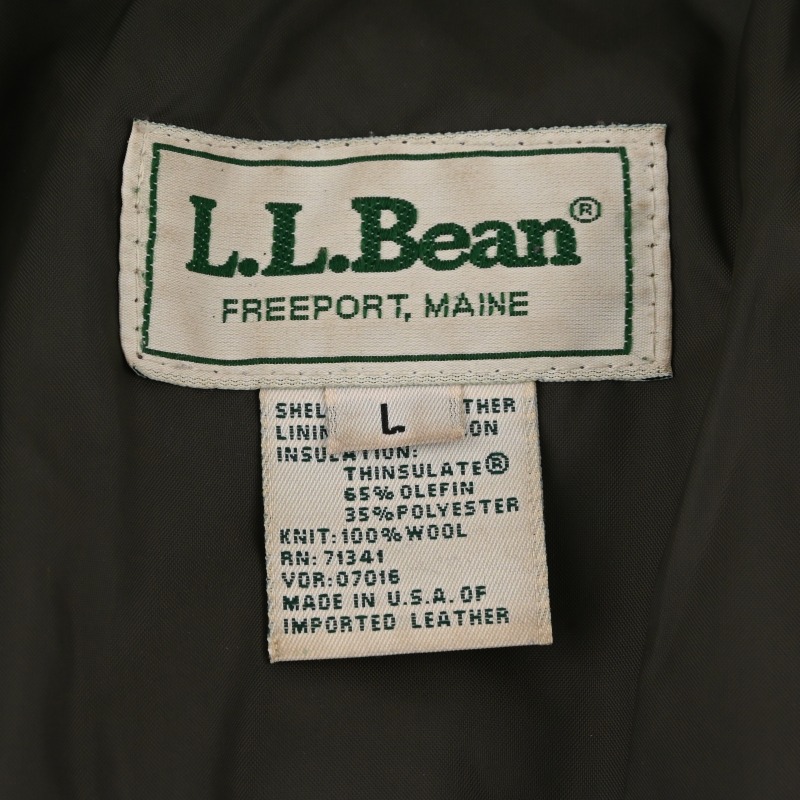 L.L.Bean®
FREEPORT, MAINE
L
INSULATION:
THINSULATE®
65% OLEFIN
35% POLYESTER
KNIT: 100% WOOL
RN: 71341
VDR: 07016
MADE IN U.S.A. OF
IMPORTED LEATHER